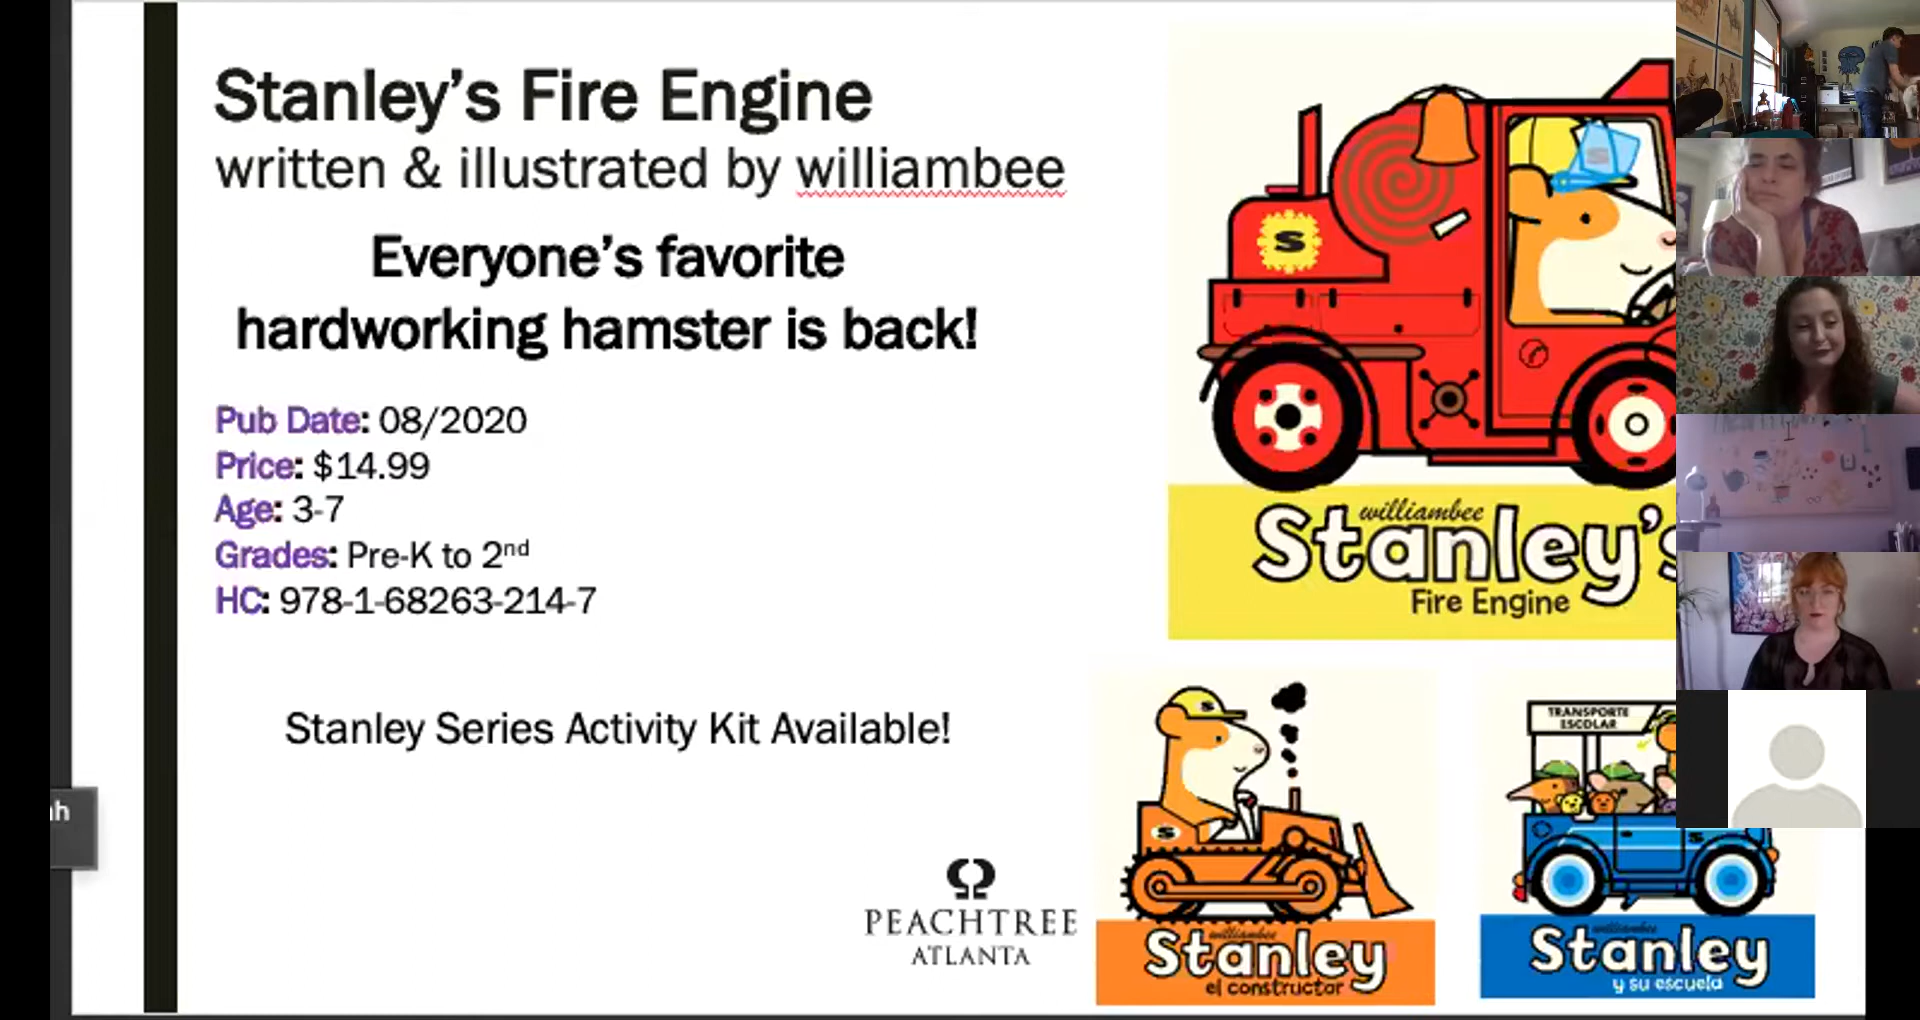 Stanley's Fire Engine
written & illustrated by williambee
Everyone's favorite
hardworking hamster is back!
Pub Date: 08/2020
Price: $14.99
Age: 3-7
Grades: Pre-K to 2nd
HC: 978-1-68263-214-7
Stanley Series Activity Kit Available!
PEACHTREE
ATLANTA
S
williambee
Stanley's
Fire Engine
S
S
williambee
Stanley
el constructor
TRANSPORTE
ESCOLAR
S
williambee
Stanley
y su escuela